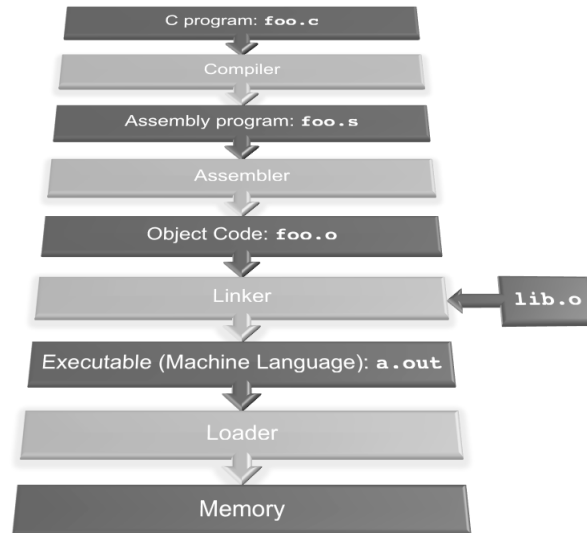 C program: foo.c
Compiler
Assembly program: foo.s
Assembler
Object Code: foo.o
Linker
lib.o
Executable (Machine Language): a.out
Loader
Memory